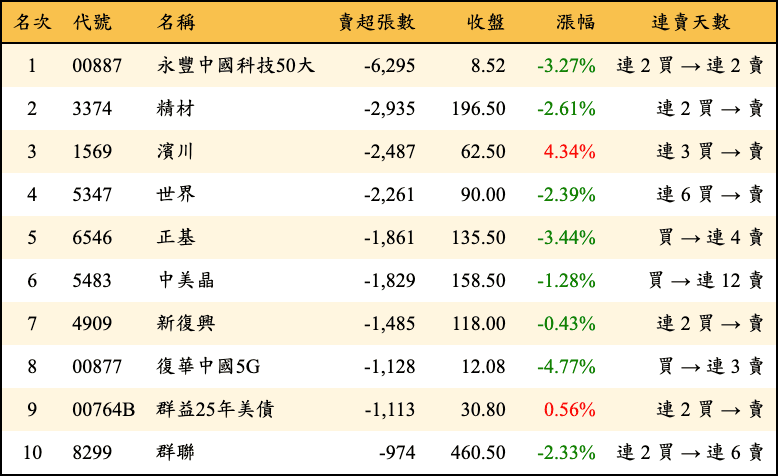 名次 代號 名稱 賣超張數 收盤 漲幅 連賣天數
1 00887 永豐中國科技50大 -6,295 8.52 -3.27% 連 2 買 → 連 2 賣
2 3374 精材 -2,935 196.50 -2.61% 連 2 買 → 賣
3 1569 濱川 -2,487 62.50 4.34% 連 3 買 → 賣
4 5347 世界 -2,261 90.00 -2.39% 連 6 買 → 賣
5 6546 正基 -1,861 135.50 -3.44% 買 → 連 4 賣
6 5483 中美晶 -1,829 158.50 -1.28% 買 → 連 12 賣
7 4909 新復興 -1,485 118.00 -0.43% 連 2 買 → 賣
8 00877 復華中國5G -1,128 12.08 -4.77% 買 → 連 3 賣
9 00764B 群益25年美債 -1,113 30.80 0.56% 連 2 買 → 賣
10 8299 群聯 -974 460.50 -2.33% 連 2 買 → 連 6 賣